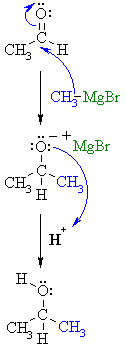 :O:
C
CH₃ H
CH₃—MgBr
:O: − + MgBr
CH₃ C CH₃
H
H⁺
H O:
C
CH₃ CH₃
H